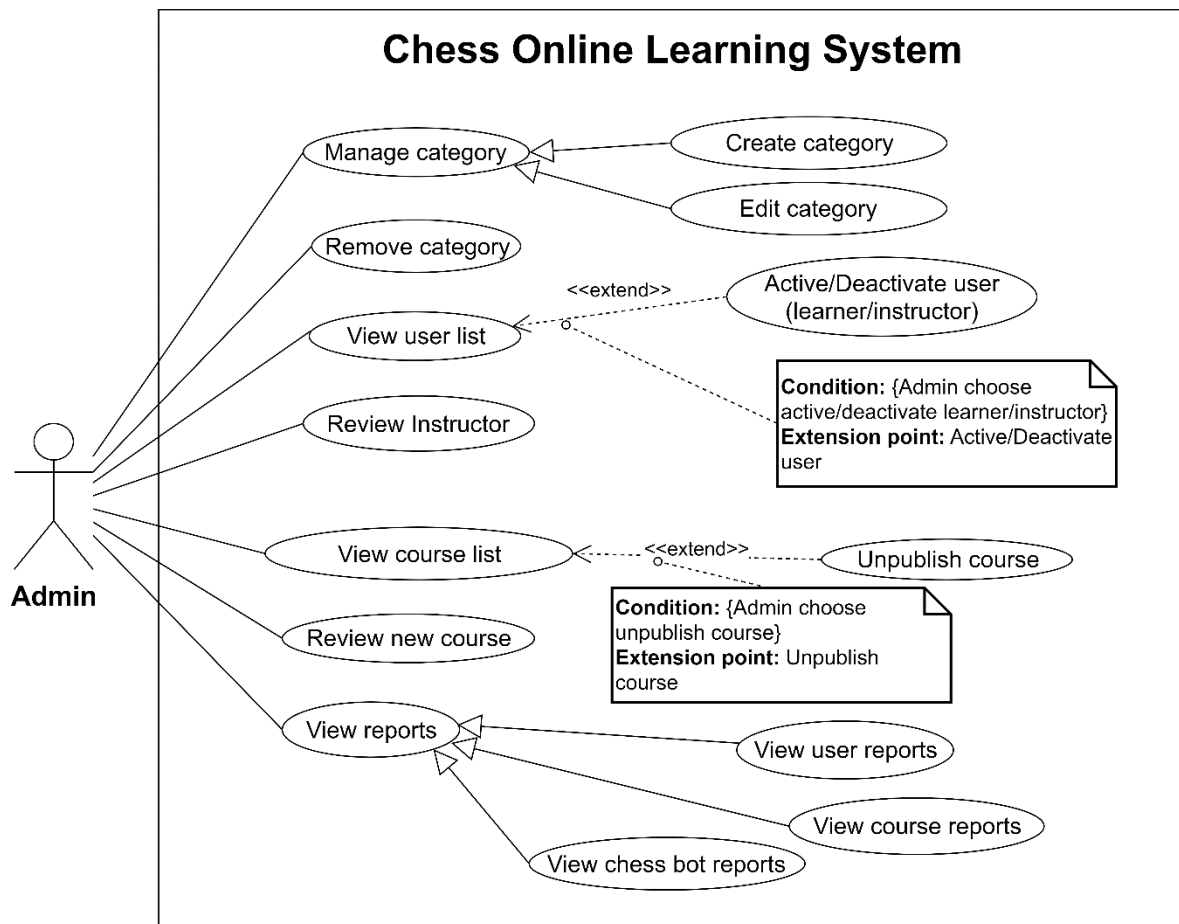 Chess Online Learning System
Manage category
Create category
Edit category
Remove category
<<extend>>
Active/Deactivate user
(learner/instructor)
View user list
Condition: {Admin choose
active/deactivate learner/instructor}
Extension point: Active/Deactivate
user
Review Instructor
Admin
View course list
<<extend>>
Unpublish course
Condition: {Admin choose
unpublish course}
Extension point: Unpublish
course
Review new course
View reports
View user reports
View course reports
View chess bot reports